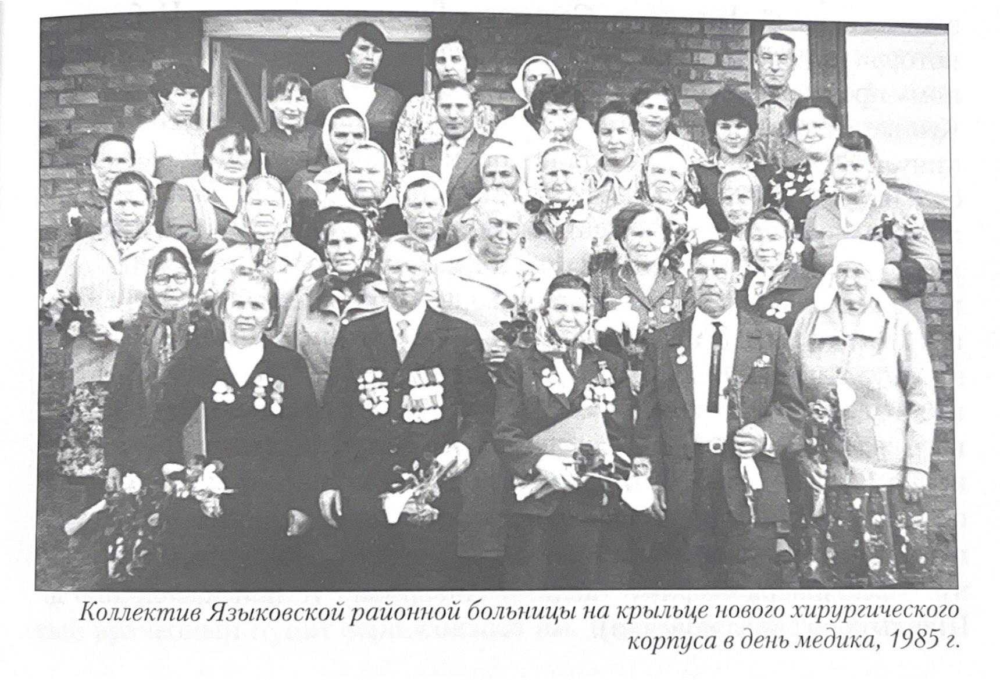 Коллектив Языковской районной больницы на крыльце нового хирургического
корпуса в день медика, 1985 г.